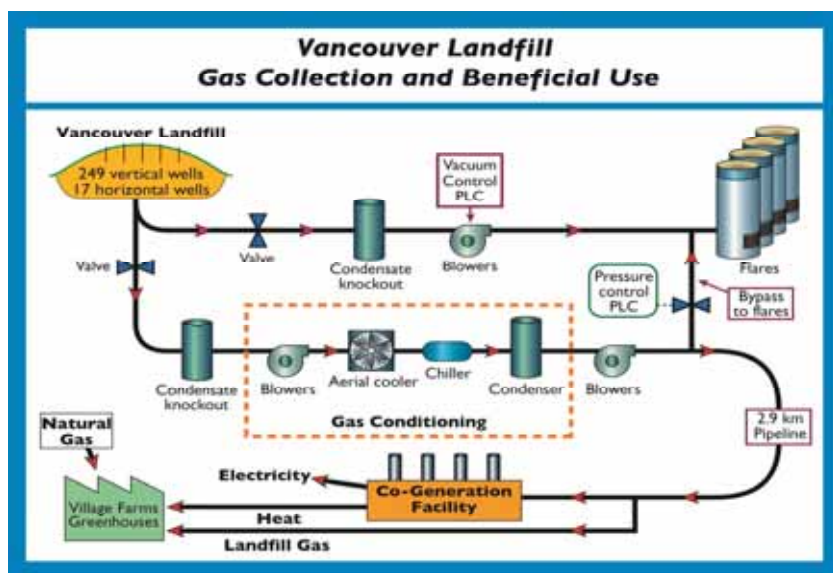 Vancouver Landfill
Gas Collection and Beneficial Use
Vancouver Landfill
249 vertical wells
17 horizontal wells
Vacuum
Control
PLC
Valve
Valve
Condensate
knockout
Blowers
Flares
Pressure
control
PLC
Bypass
to flares
Condensate
knockout
Blowers
Aerial cooler
Chiller
Condenser
Blowers
Gas Conditioning
2.9 km
Pipeline
Natural
Gas
Electricity
Co-Generation
Facility
Village Farms
Greenhouses
Heat
Landfill Gas